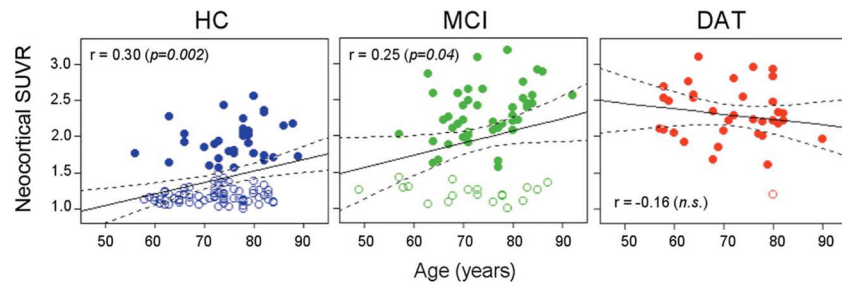 HC MCI DAT
r = 0.30 (p=0.002) r = 0.25 (p=0.04)
Neocortical SUVR
3.0
2.5
2.0
1.5
1.0
r = -0.16 (n.s.)
50 60 70 80 90 50 60 70 80 90 50 60 70 80 90
Age (years)